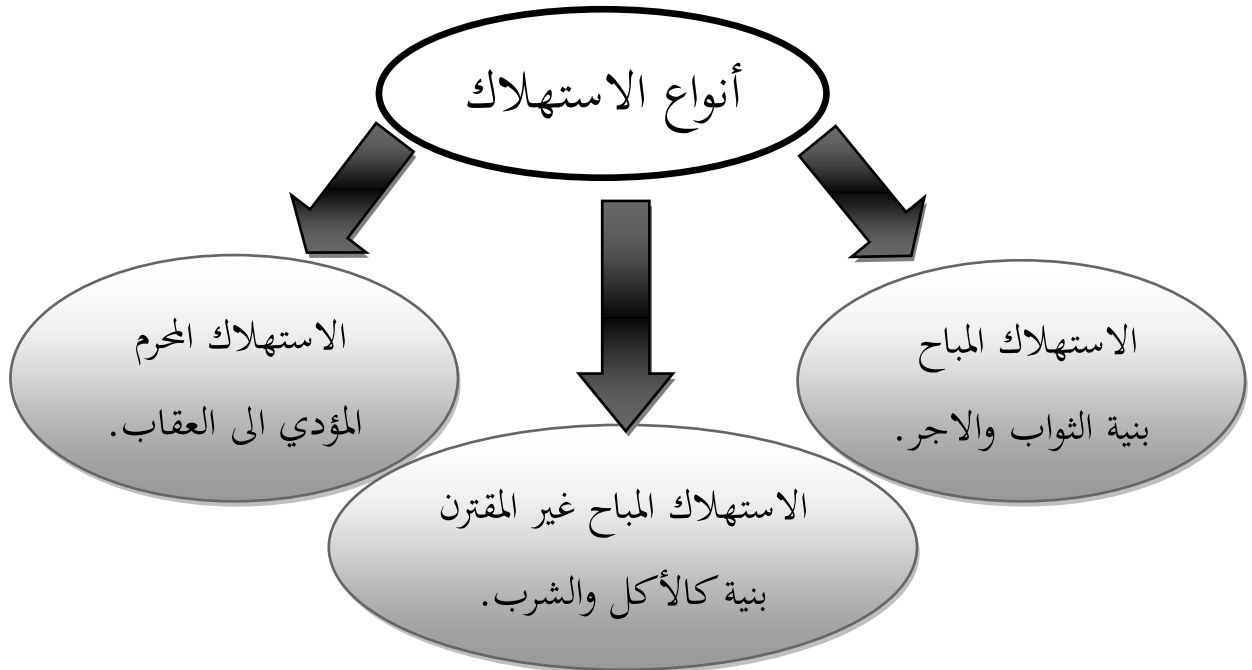 أنواع الاستهلاك
الاستهلاك المباح
بنية الثواب والاجر.
الاستهلاك المباح غير المقترن
بنية كالأكل والشرب.
الاستهلاك المحرم
المؤدي الى العقاب.